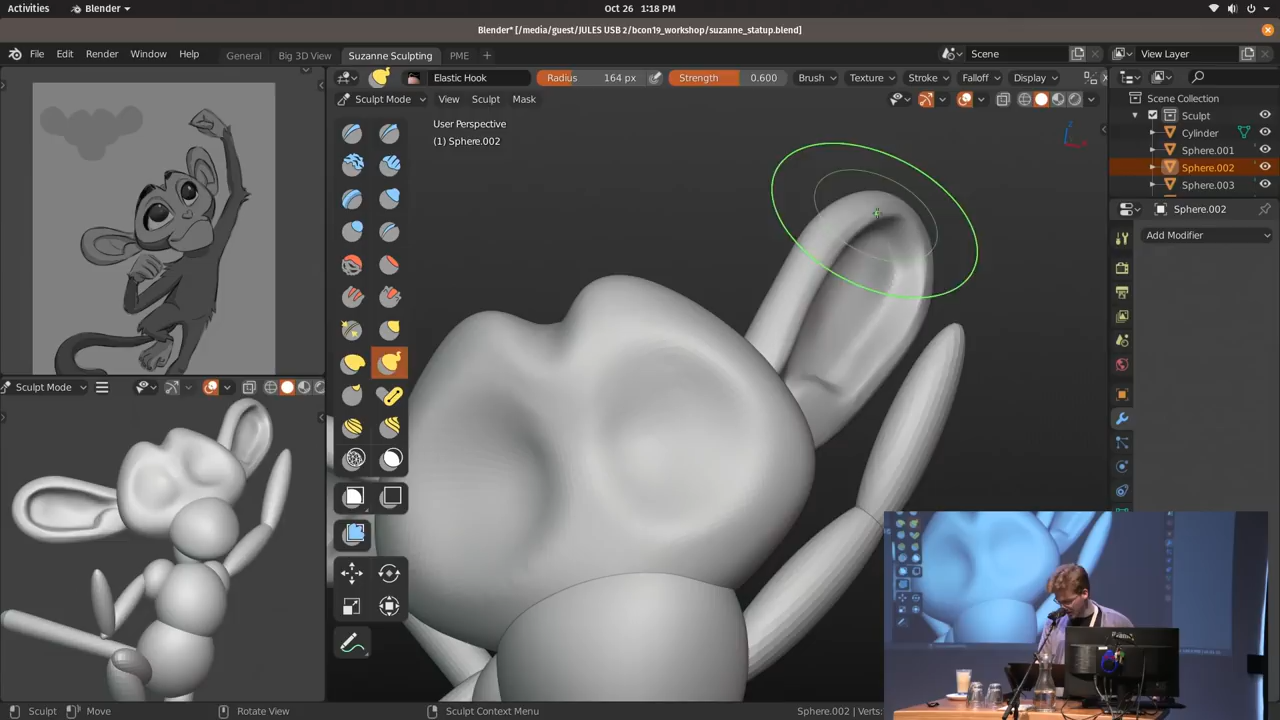 Activities
Blender
Oct 26 1:18 PM
Blender* [/media/guest/JULES USB 2/bcon19_workshop/suzanne_statup.blend]
File Edit Render Window Help
General Big 3D View Suzanne Sculpting PME +
Scene
View Layer
Elastic Hook
Radius 164 px
Strength 0.600
Brush Texture Stroke Falloff Display
Sculpt Mode View Sculpt Mask
User Perspective
(1) Sphere.002
Scene Collection
Sculpt
Cylinder
Sphere.001
Sphere.002
Sphere.003
Sphere.002
Add Modifier
Sculpt Mode
Sculpt
Move
Rotate View
Sculpt Context Menu
Sphere.002 | Verts: